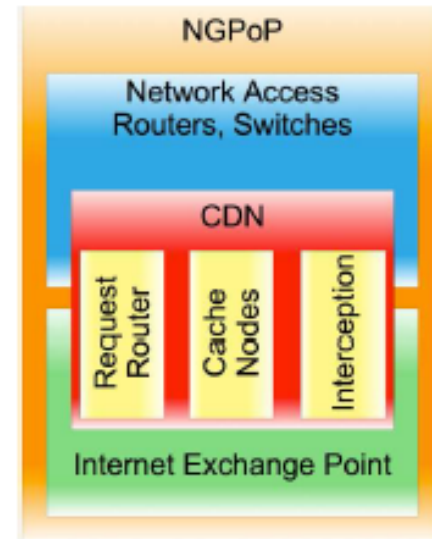 NGPoP
Network Access
Routers, Switches
CDN
Request
Router
Cache
Nodes
Interception
Internet Exchange Point